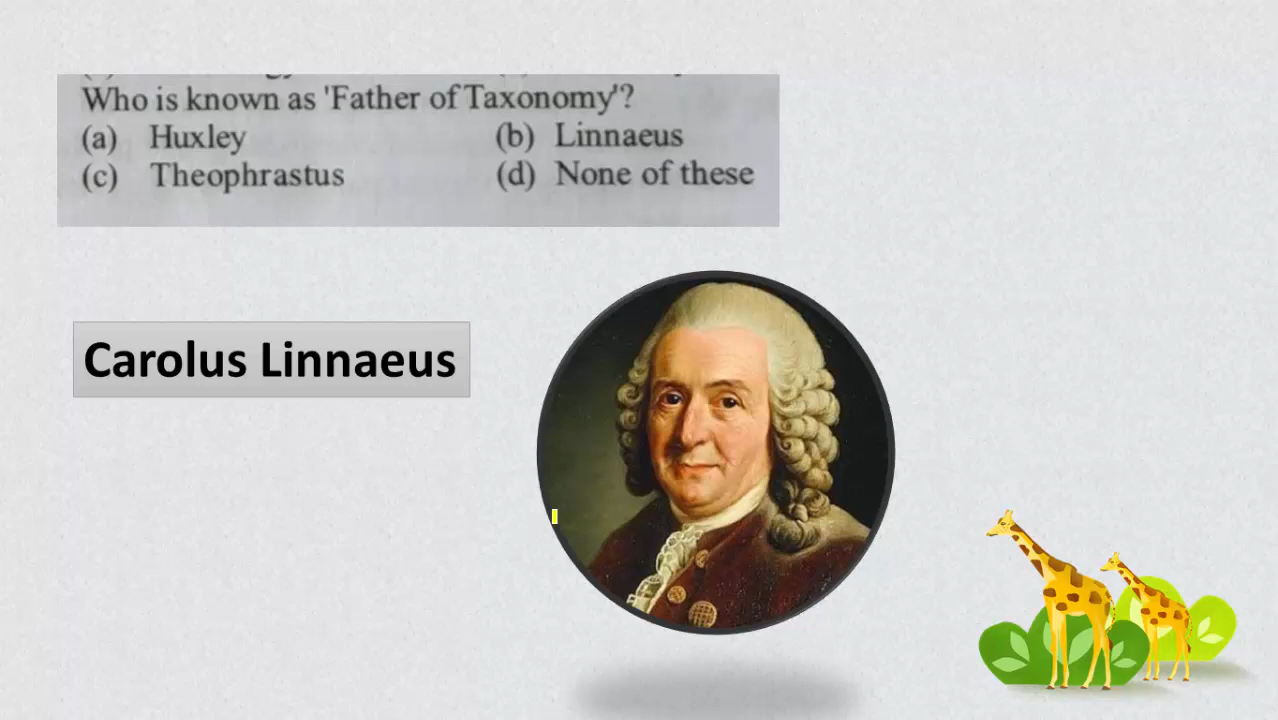 Who is known as 'Father of Taxonomy'?
(a) Huxley (b) Linnaeus
(c) Theophrastus (d) None of these
Carolus Linnaeus